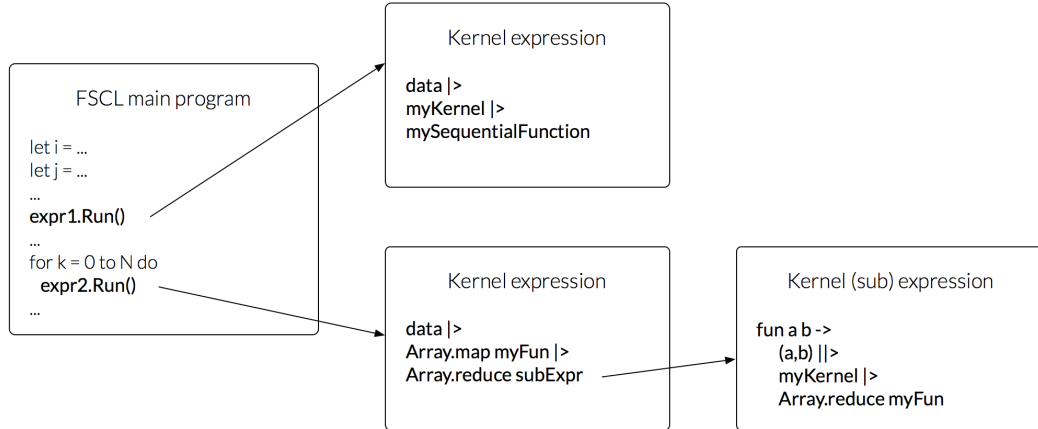 FSCL main program
let i = ...
let j = ...
...
expr1.Run()
...
for k = 0 to N do
expr2.Run()
...
Kernel expression
data |>
myKernel |>
mySequentialFunction
Kernel expression
data |>
Array.map myFun |>
Array.reduce subExpr
Kernel (sub) expression
fun a b ->
(a,b) ||>
myKernel |>
Array.reduce myFun